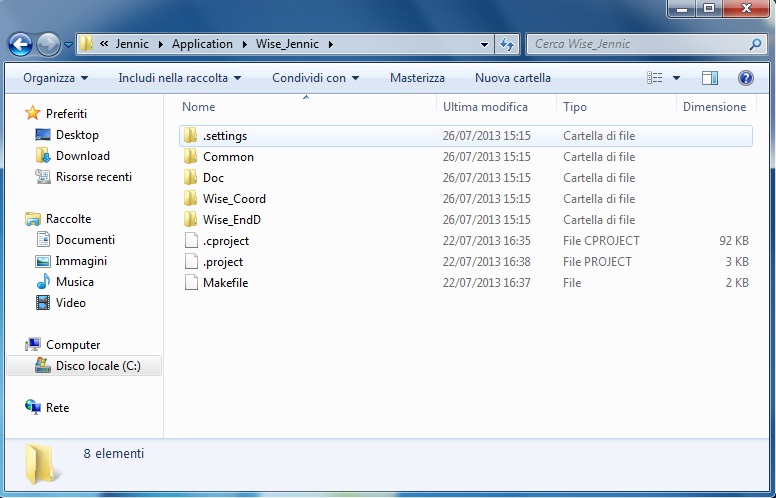 « Jennic Application Wise_Jennic Cerca Wise_Jennic
Organizza Includi nella raccolta Condividi con Masterizza Nuova cartella
Preferiti
Desktop
Download
Risorse recenti
Raccolte
Documenti
Immagini
Musica
Video
Computer
Disco locale (C:)
Rete
Nome Ultima modifica Tipo Dimensione
.settings 26/07/2013 15:15 Cartella di file
Common 26/07/2013 15:15 Cartella di file
Doc 26/07/2013 15:15 Cartella di file
Wise_Coord 26/07/2013 15:15 Cartella di file
Wise_EndD 26/07/2013 15:15 Cartella di file
.cproject 22/07/2013 16:35 File CPROJECT 92 KB
.project 22/07/2013 16:38 File PROJECT 3 KB
Makefile 22/07/2013 16:37 File 2 KB
8 elementi